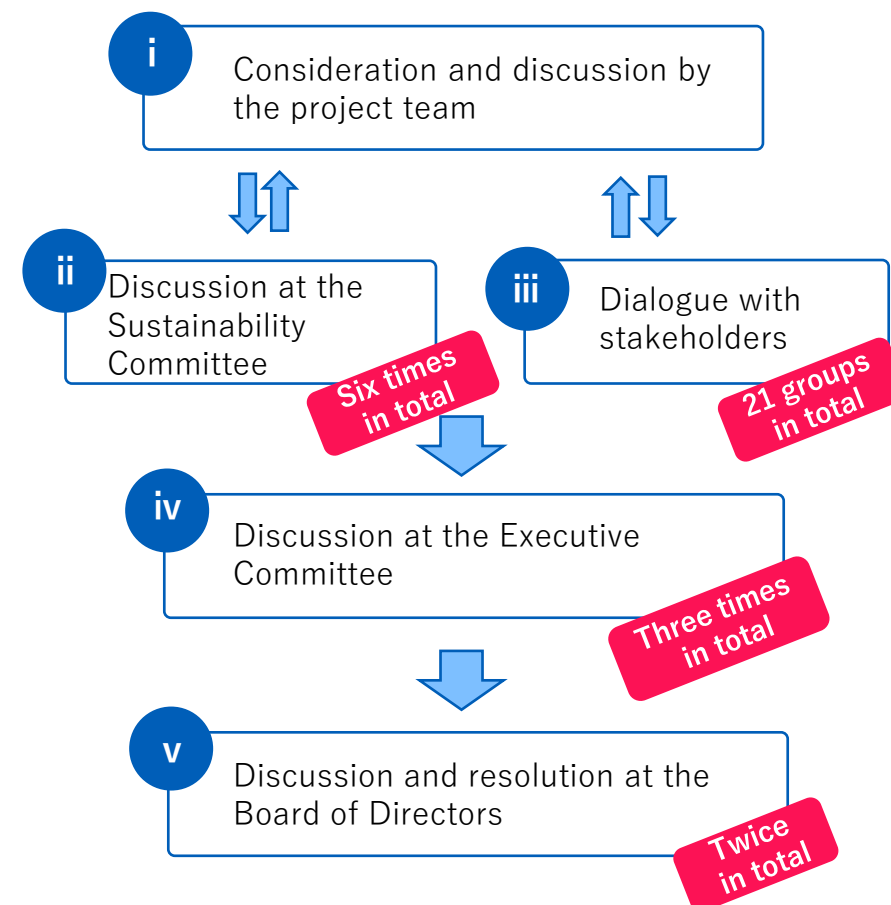 i
Consideration and discussion by
the project team
ii
Discussion at the
Sustainability
Committee
Six times
in total
iii
Dialogue with
stakeholders
21 groups
in total
iv
Discussion at the Executive
Committee
Three times
in total
v
Discussion and resolution at the
Board of Directors
Twice
in total